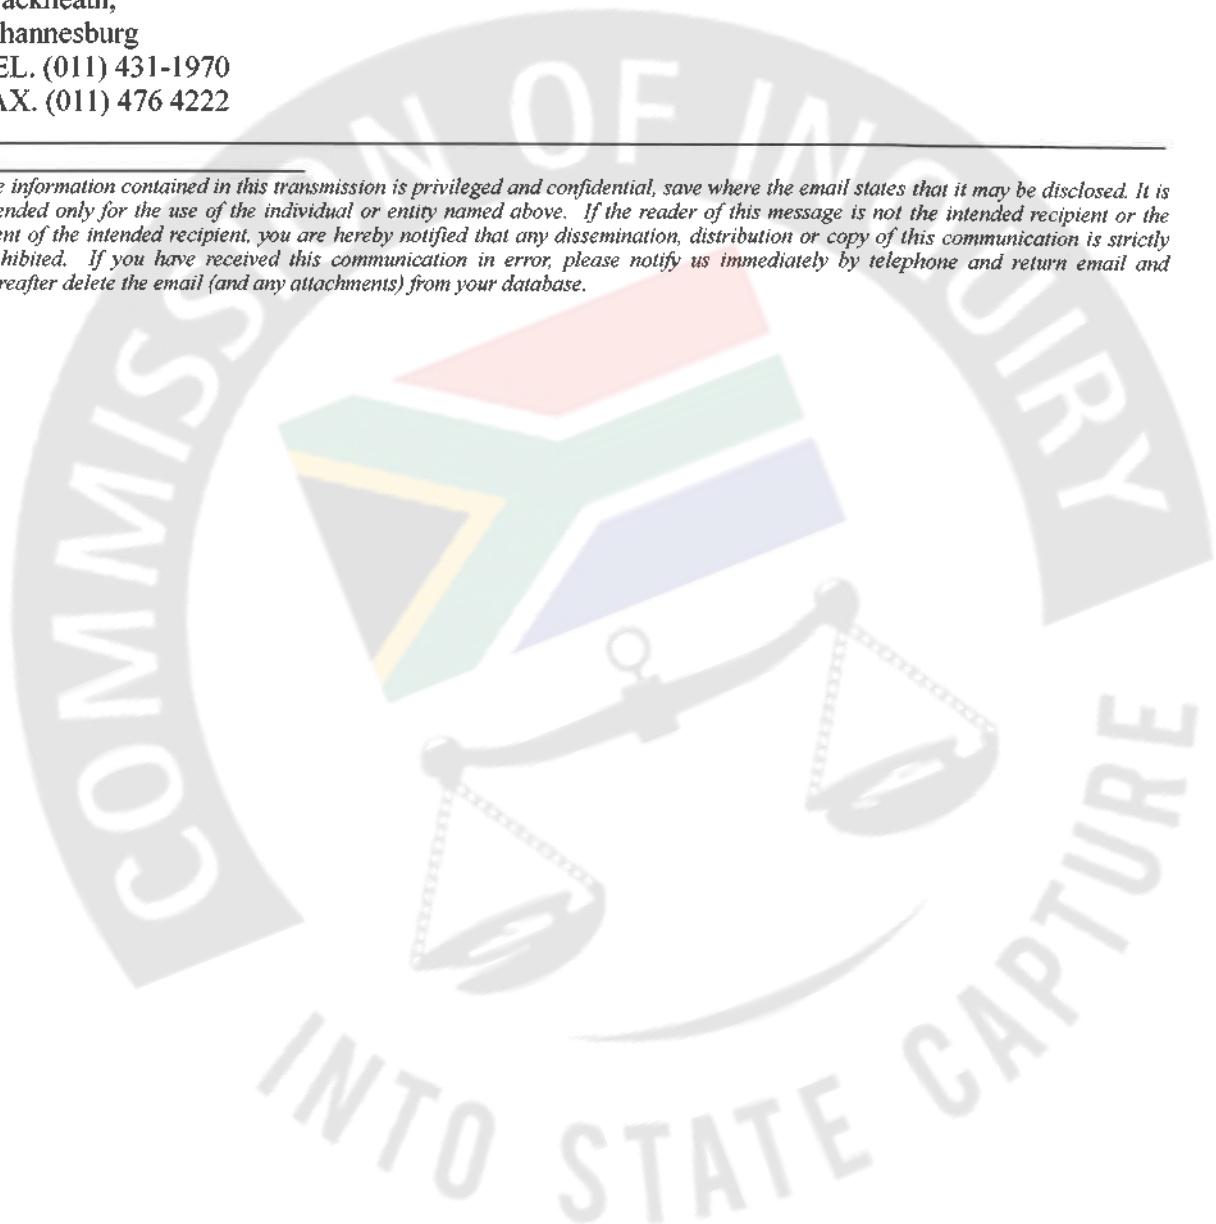 ackheath,
hannesburg
EL. (011) 431-1970
AX. (011) 476 4222
e information contained in this transmission is privileged and confidential, save where the email states that it may be disclosed. It is
ended only for the use of the individual or entity named above. If the reader of this message is not the intended recipient or the
ent of the intended recipient, you are hereby notified that any dissemination, distribution or copy of this communication is strictly
hibited. If you have received this communication in error, please notify us immediately by telephone and return email and
reafter delete the email (and any attachments) from your database.
COMMISSION OF INQUIRY
INTO STATE CAPTURE